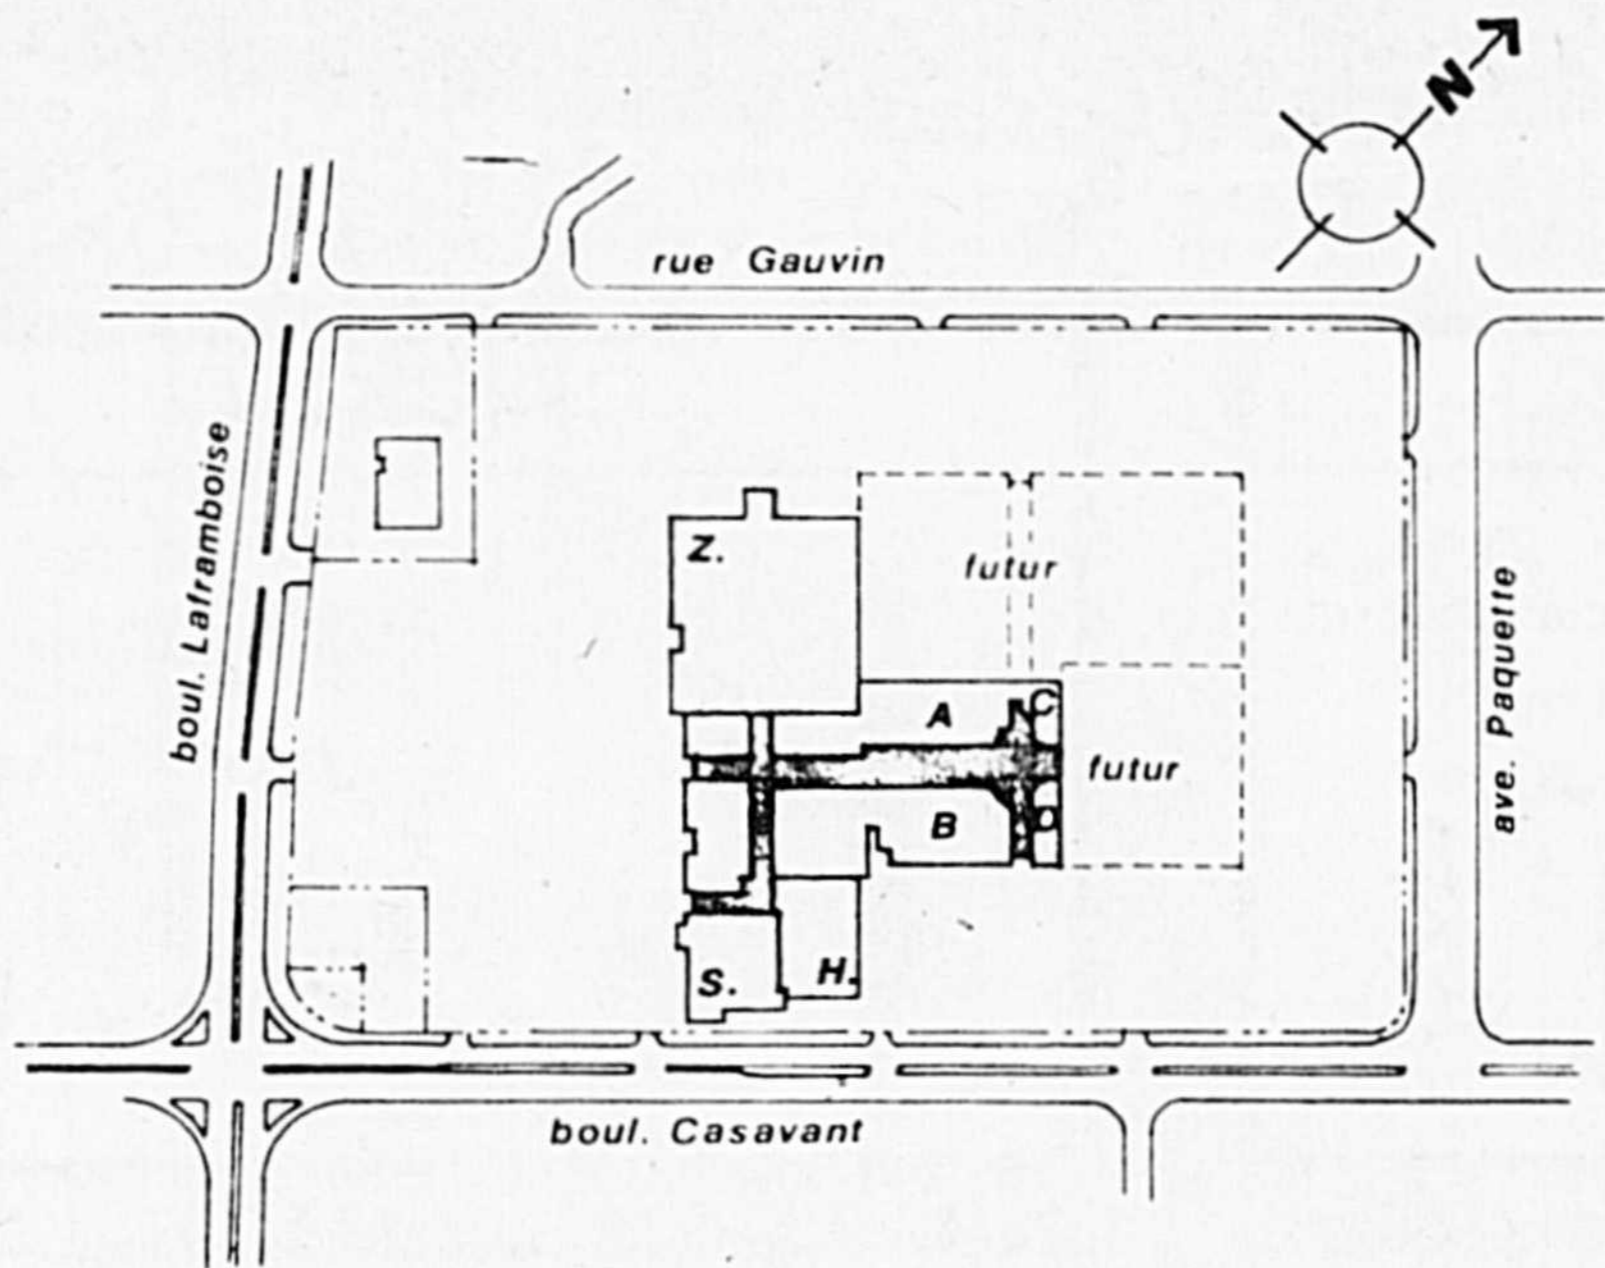 N
rue Gauvin
boul. Laframboise
Z.
futur
A
C
futur
ave. Paquette
B
D
S.
H.
boul. Casavant